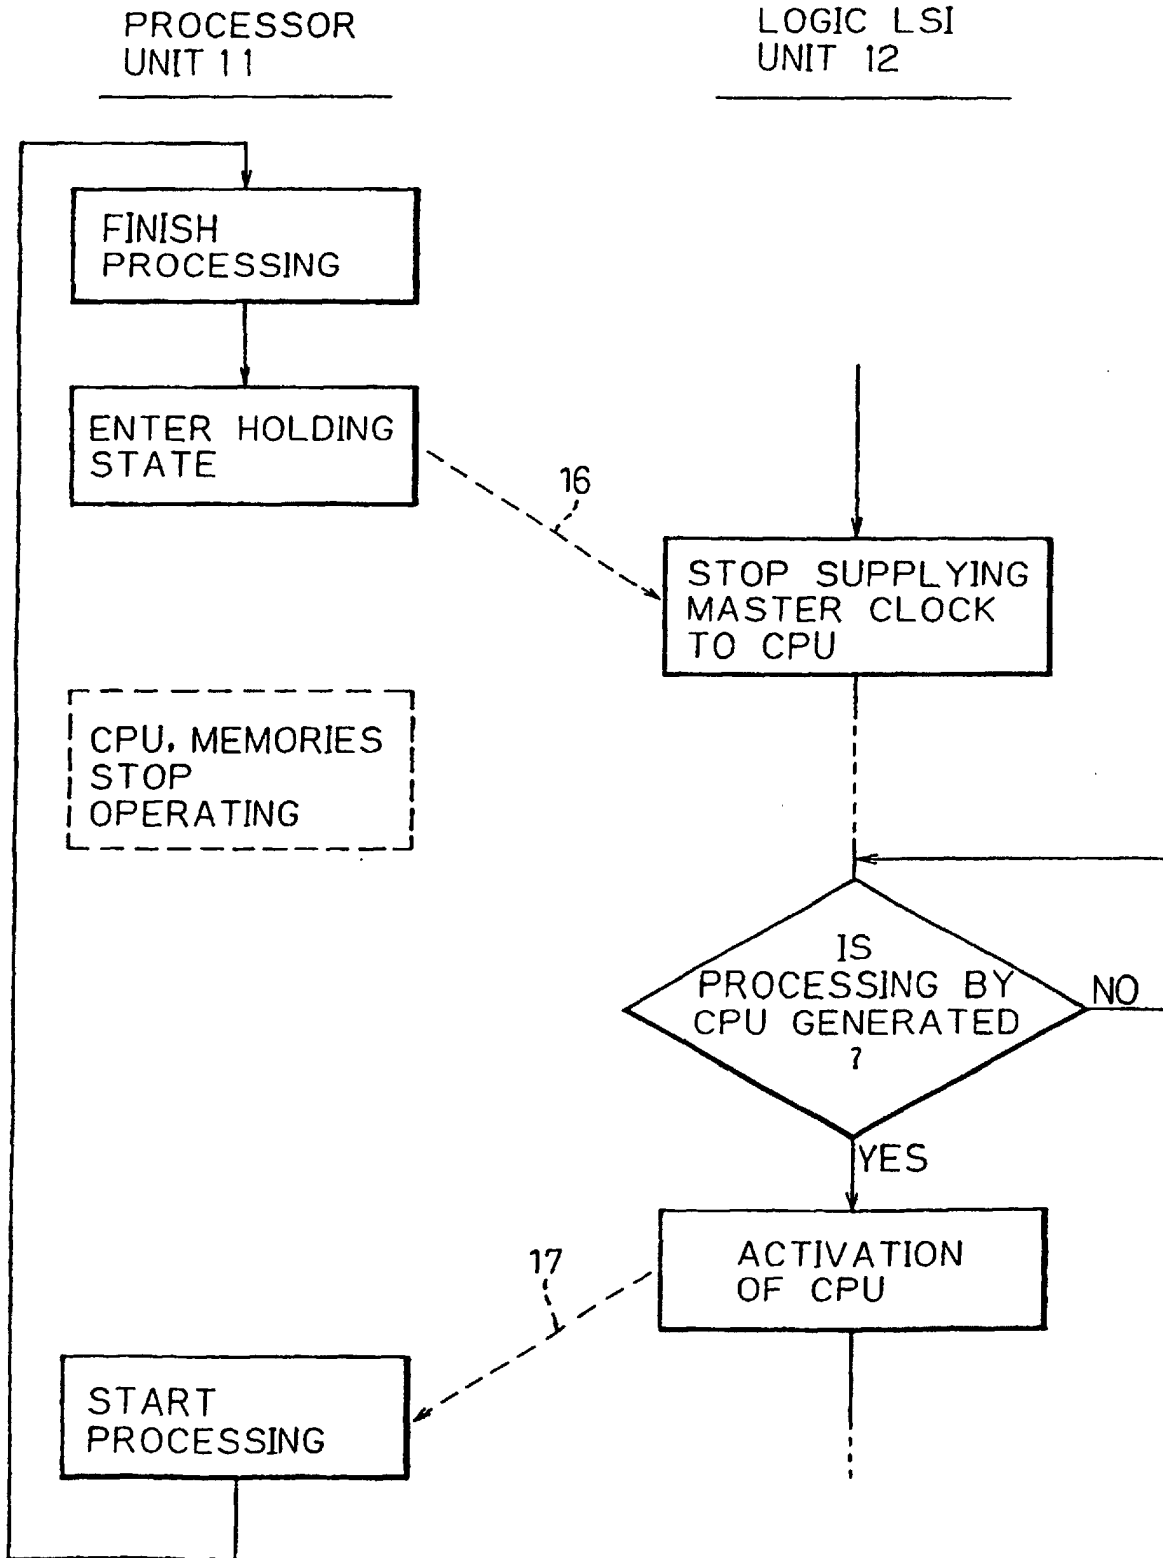 PROCESSOR
UNIT 11
LOGIC LSI
UNIT 12
FINISH
PROCESSING
ENTER HOLDING
STATE
16
STOP SUPPLYING
MASTER CLOCK
TO CPU
CPU, MEMORIES
STOP
OPERATING
IS
PROCESSING BY
CPU GENERATED
?
NO
YES
ACTIVATION
OF CPU
17
START
PROCESSING